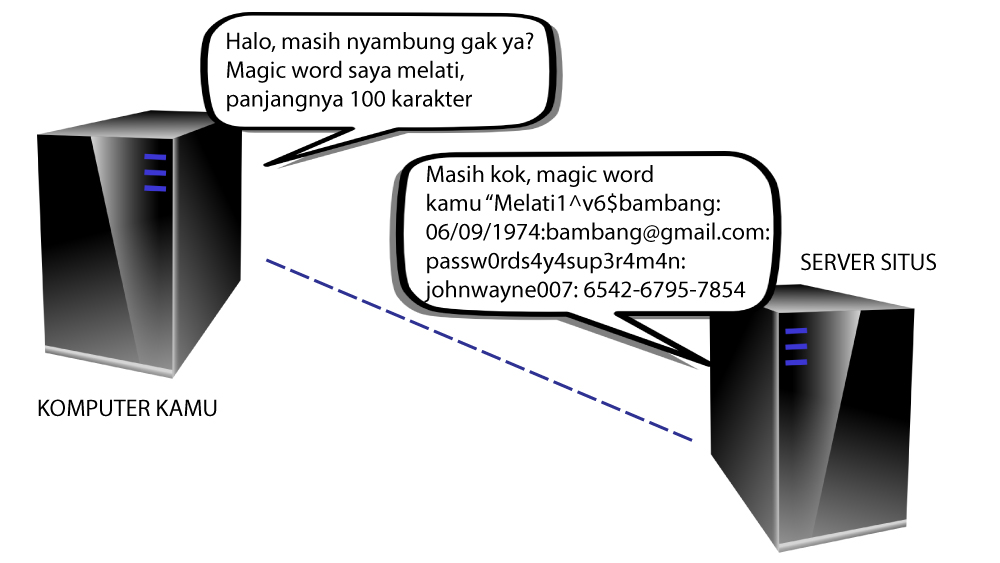 Halo, masih nyambung gak ya?
Magic word saya melati,
panjangnya 100 karakter
Masih kok, magic word
kamu “Melati1^v6$bambang:
06/09/1974:bambang@gmail.com:
passw0rds4y4sup3r4m4n:
johnwayne007: 6542-6795-7854
SERVER SITUS
KOMPUTER KAMU